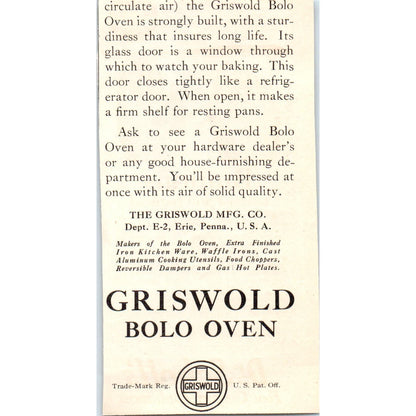 circulate air) the Griswold Bolo
Oven is strongly built, with a stur-
diness that insures long life. Its
glass door is a window through
which to watch your baking. This
door closes tightly like a refrig-
erator door. When open, it makes
a firm shelf for resting pans.
Ask to see a Griswold Bolo
Oven at your hardware dealer's
or any good house-furnishing de-
partment. You'll be impressed at
once with its air of solid quality.
THE GRISWOLD MFG. CO.
Dept. E-2, Erie, Penna., U. S. A.
Makers of the Bolo Oven, Extra Finished
Iron Kitchen Ware, Waffle Irons, Cast
Aluminum Cooking Utensils, Food Choppers,
Reversible Dampers and Gas Hot Plates.
GRISWOLD
BOLO OVEN
Trade-Mark Reg. GRISWOLD U. S. Pat. Off.